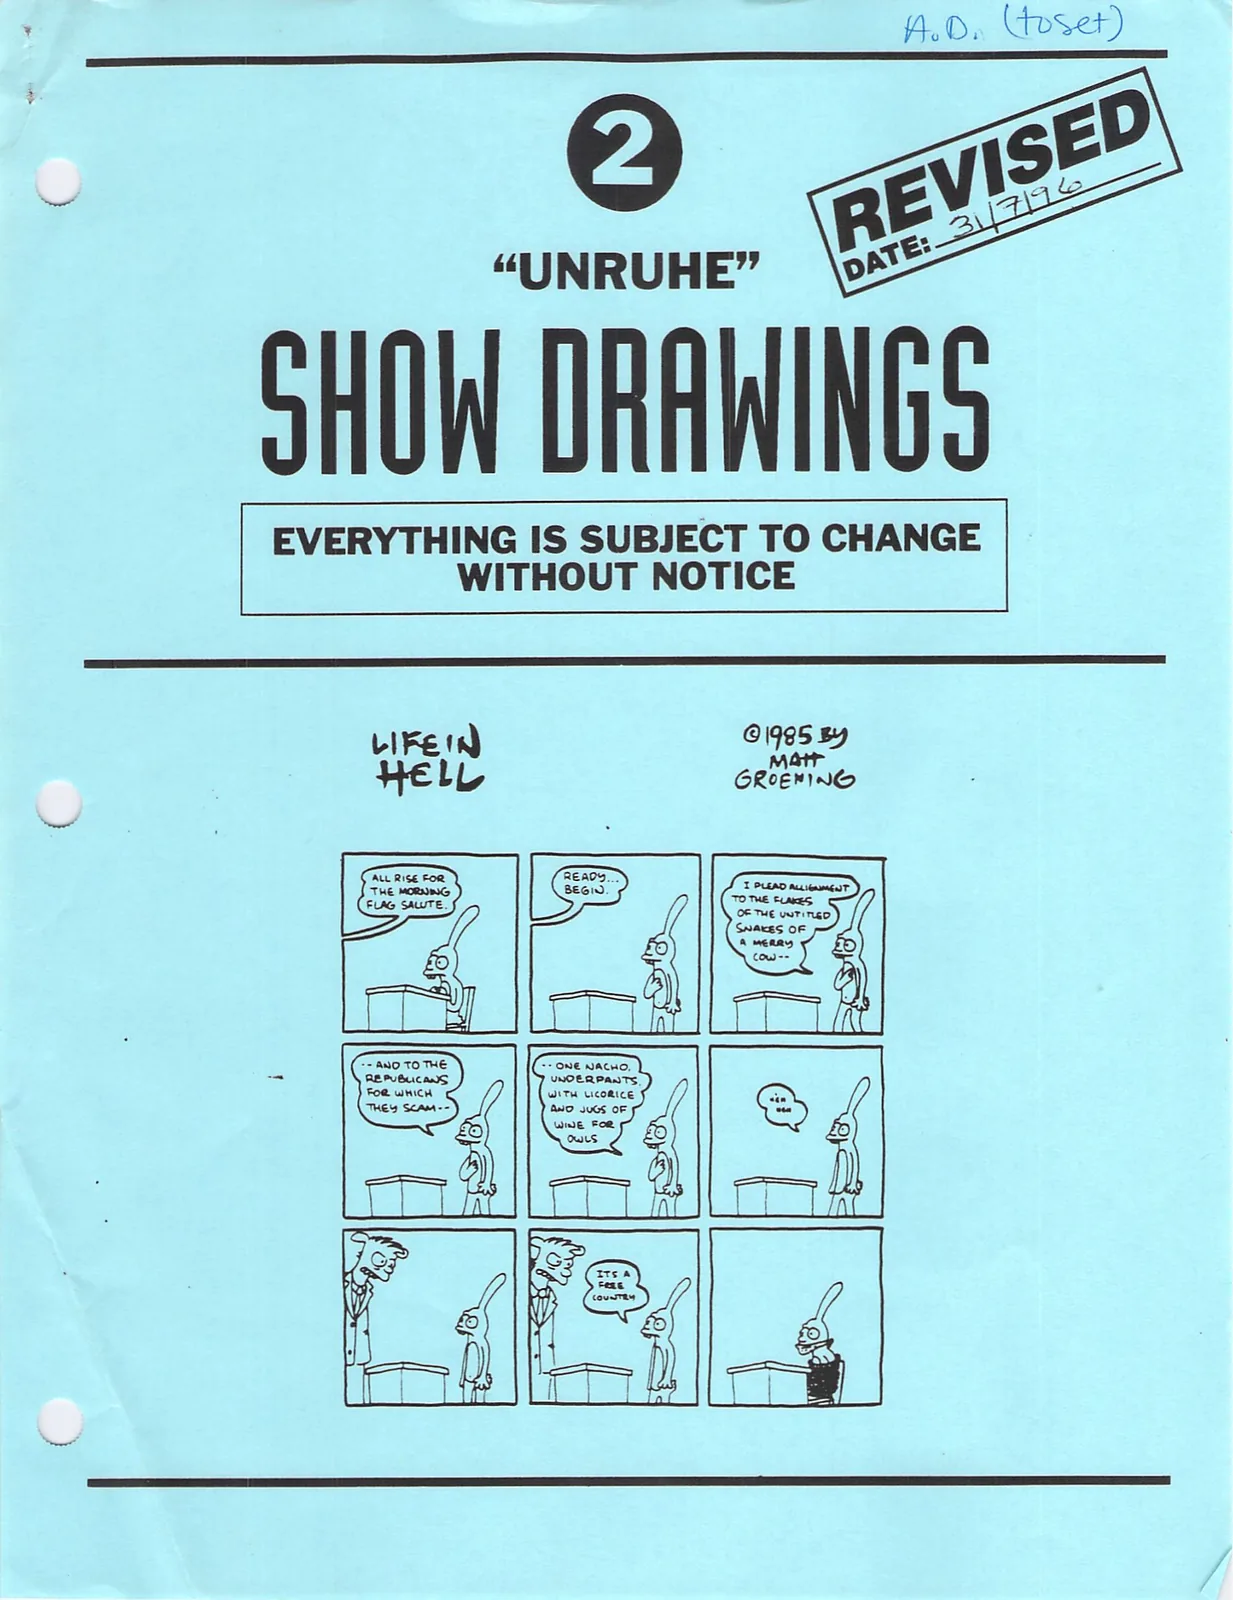 A.D. (to set)
2
REVISED
DATE: 31/7/96
“UNRUHE”
SHOW DRAWINGS
EVERYTHING IS SUBJECT TO CHANGE
WITHOUT NOTICE
LIFE IN
HELL
©1985 BY
MATT
GROENING
ALL RISE FOR
THE MORNING
FLAG SALUTE.
READY...
BEGIN.
I PLEAD ALLIGNMENT
TO THE FLAKES
OF THE UNTITLED
SNAKES OF
A MERRY
COW--
--AND TO THE
REPUBLICANS
FOR WHICH
THEY SCAM--
--ONE NACHO,
UNDERPANTS,
WITH LICORICE
AND JUGS OF
WINE FOR
OWLS
IT'S A
FREE
COUNTRY